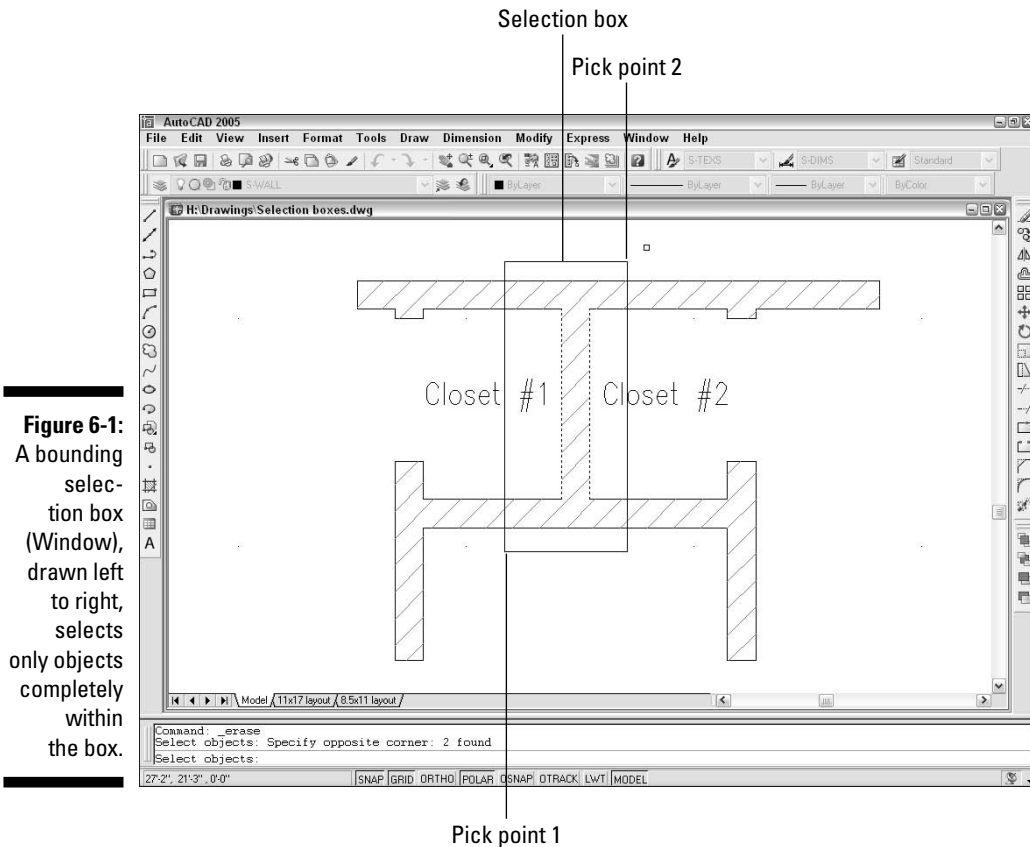 Selection box
Pick point 2
AutoCAD 2005
File Edit View Insert Format Tools Draw Dimension Modify Express Window Help
S-TEXS S-DIMS Standard
S-WALL ByLayer ByLayer ByLayer ByColor
H:\Drawings\Selection boxes.dwg
Closet #1 Closet #2
Figure 6-1:
A bounding
selec-
tion box
(Window),
drawn left
to right,
selects
only objects
completely
within
the box.
Model 11x17 layout 8.5x11 layout
Command: _erase
Select objects: Specify opposite corner: 2 found
Select objects:
27'-2", 21'-3" , 0'-0" SNAP GRID ORTHO POLAR OSNAP OTRACK LWT MODEL
Pick point 1